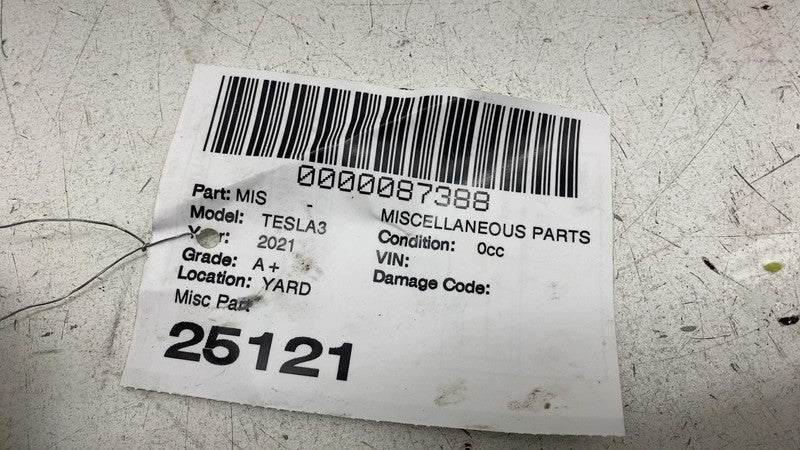 0000087388
Part: MIS - MISCELLANEOUS PARTS
Model: TESLA3 Condition: 0cc
Year: 2021 VIN:
Grade: A+ Damage Code:
Location: YARD
Misc Part
25121